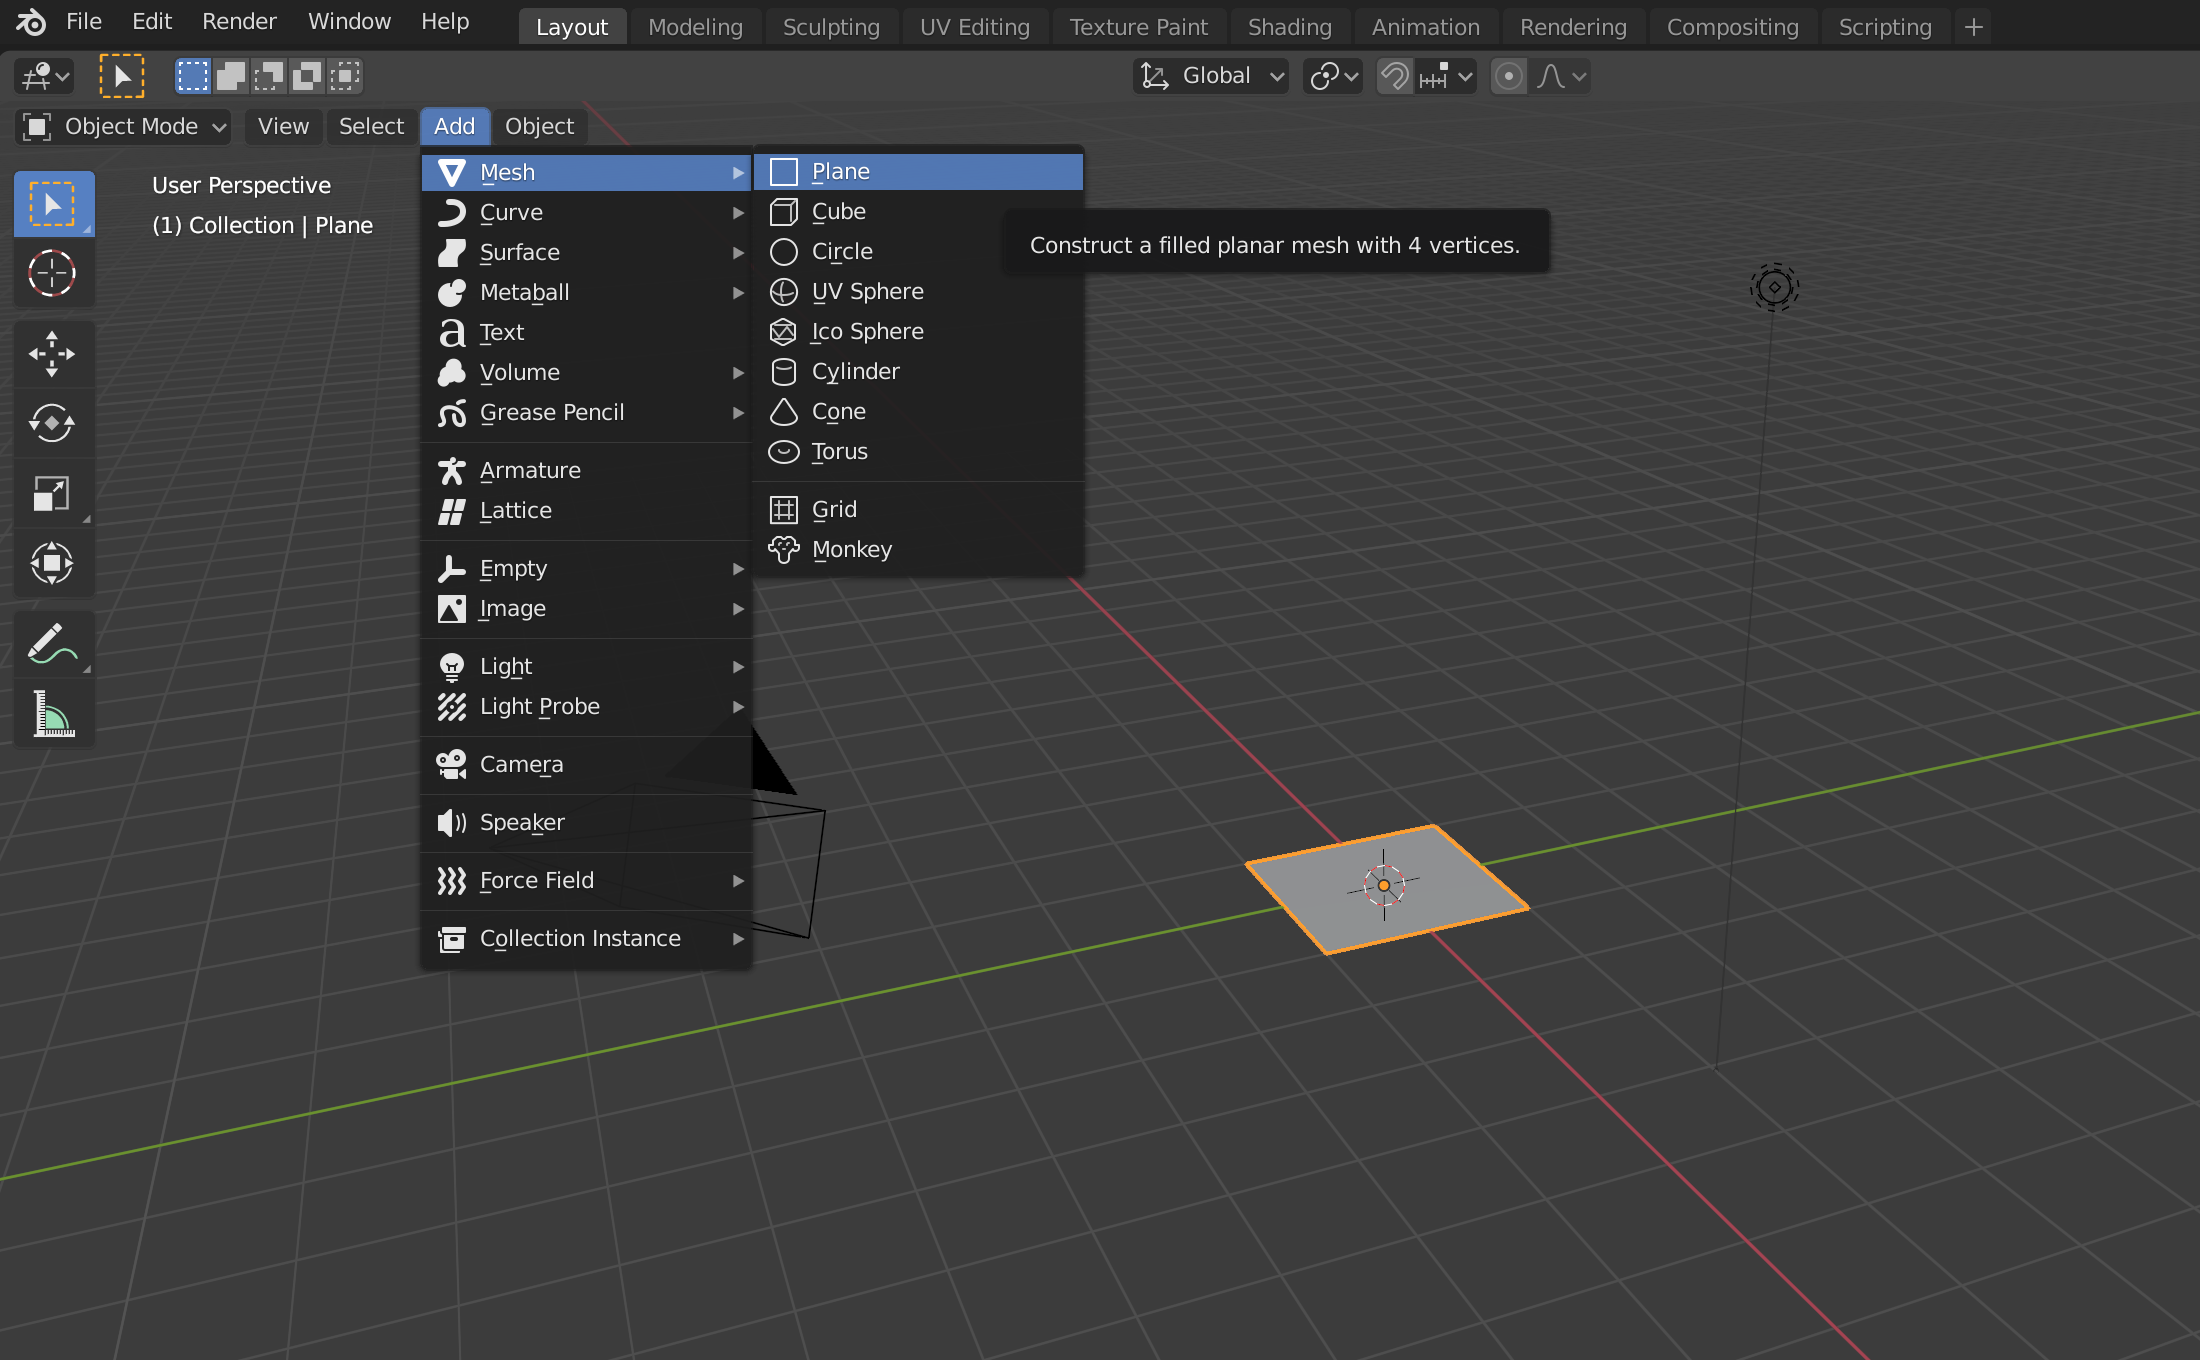 File Edit Render Window Help Layout Modeling Sculpting UV Editing Texture Paint Shading Animation Rendering Compositing Scripting +
Global
Object Mode View Select Add Object
User Perspective
(1) Collection | Plane
Mesh
Curve
Surface
Metaball
Text
Volume
Grease Pencil
Armature
Lattice
Empty
Image
Light
Light Probe
Camera
Speaker
Force Field
Collection Instance
Plane
Cube
Circle
UV Sphere
Ico Sphere
Cylinder
Cone
Torus
Grid
Monkey
Construct a filled planar mesh with 4 vertices.